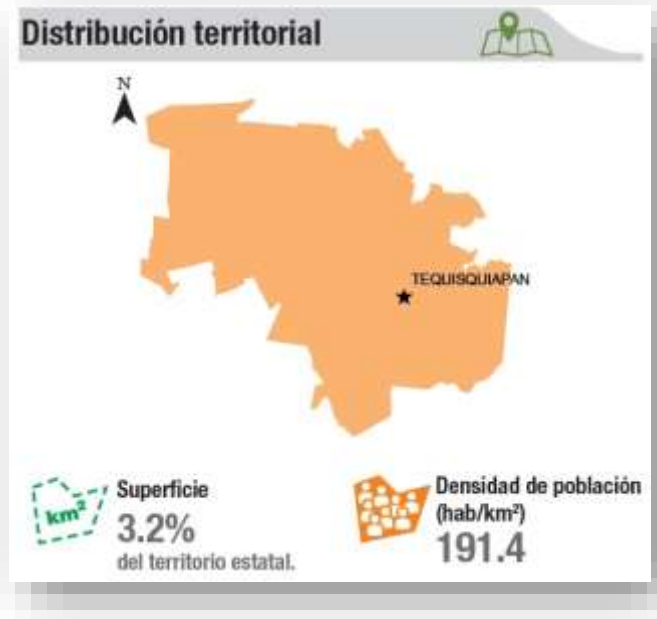 Distribución territorial
N
TEQUISQUIAPAN
km²
Superficie
3.2%
del territorio estatal.
Densidad de población
(hab/km²)
191.4